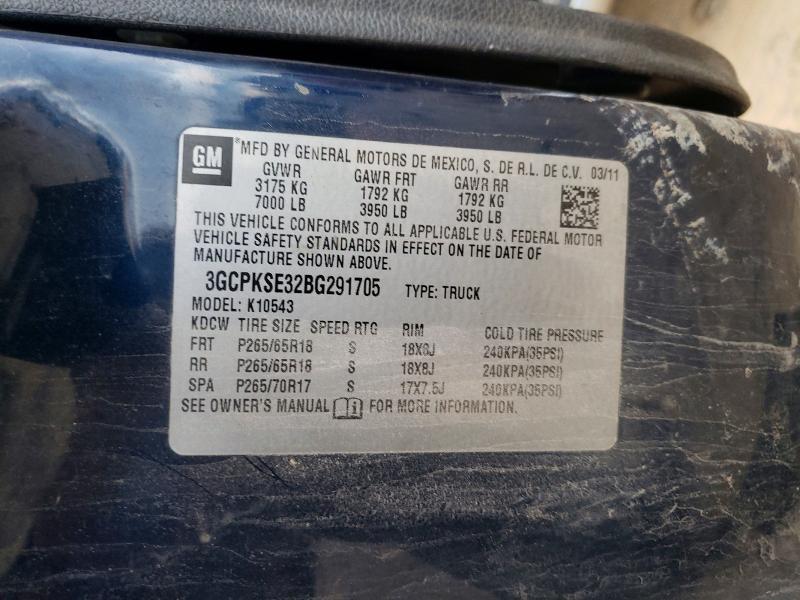 GM *MFD BY GENERAL MOTORS DE MEXICO, S. DE R.L. DE C.V. 03/11
GVWR GAWR FRT GAWR RR
3175 KG 1792 KG 1792 KG
7000 LB 3950 LB 3950 LB
THIS VEHICLE CONFORMS TO ALL APPLICABLE U.S. FEDERAL MOTOR
VEHICLE SAFETY STANDARDS IN EFFECT ON THE DATE OF
MANUFACTURE SHOWN ABOVE.
3GCPKSE32BG291705 TYPE: TRUCK
MODEL: K10543
KDCW TIRE SIZE SPEED RTG RIM COLD TIRE PRESSURE
FRT P265/65R18 S 18X8J 240KPA(35PSI)
RR P265/65R18 S 18X8J 240KPA(35PSI)
SPA P265/70R17 S 17X7.5J 240KPA(35PSI)
SEE OWNER'S MANUAL FOR MORE INFORMATION.